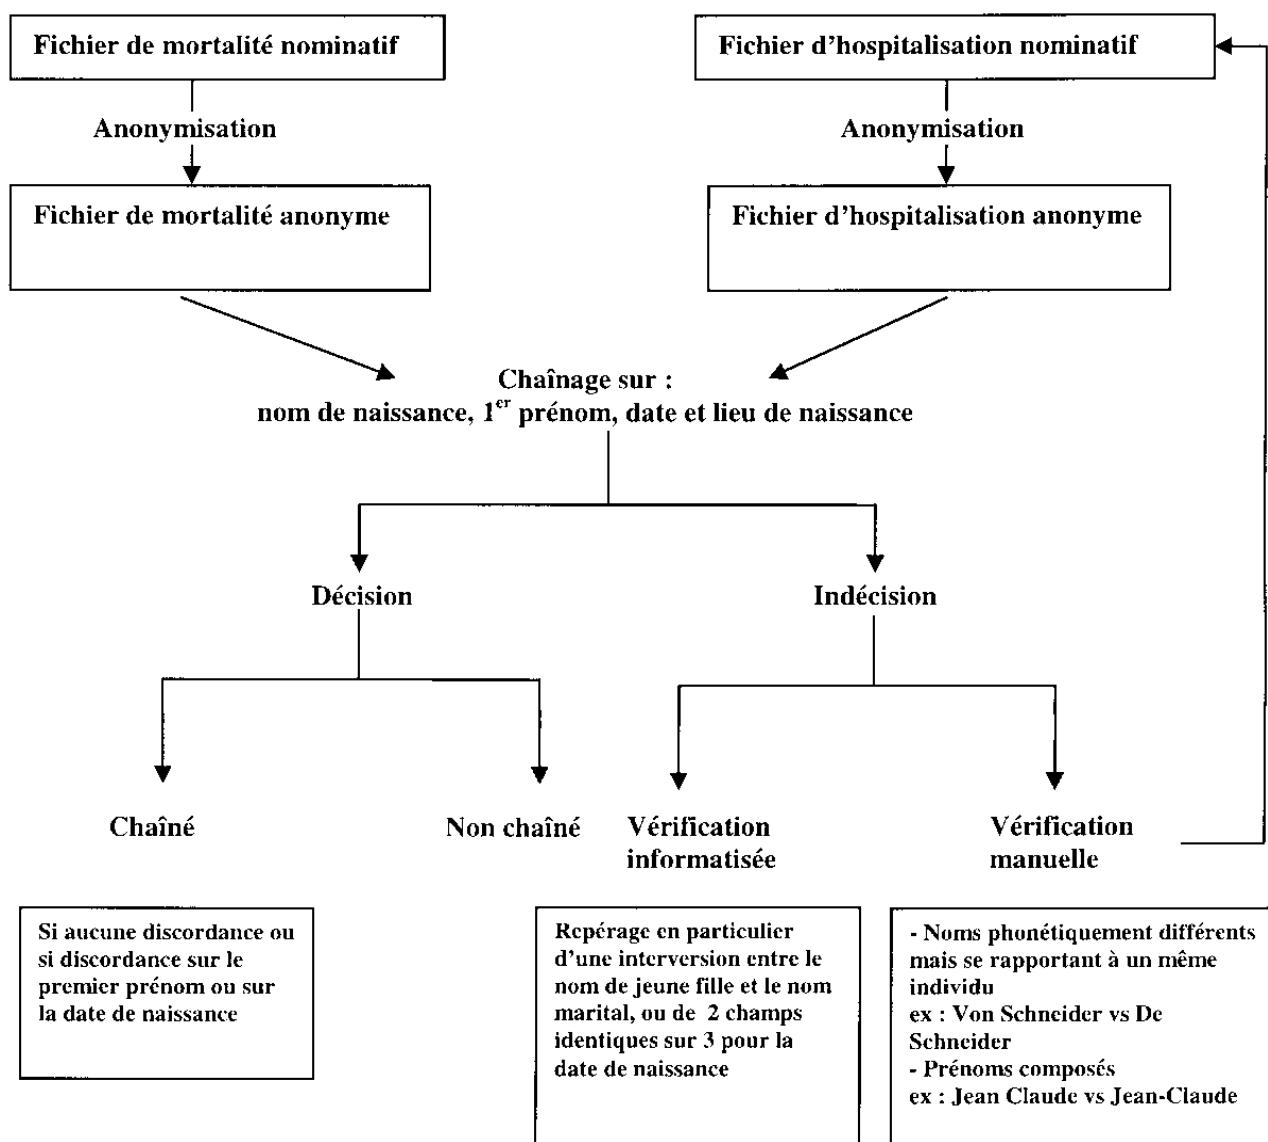 Fichier de mortalité nominatif
Fichier d'hospitalisation nominatif
Anonymisation
Anonymisation
Fichier de mortalité anonyme
Fichier d'hospitalisation anonyme
Chaînage sur :
nom de naissance, 1er prénom, date et lieu de naissance
Décision
Indécision
Chaîné
Non chaîné
Vérification
informatisée
Vérification
manuelle
Si aucune discordance ou
si discordance sur le
premier prénom ou sur
la date de naissance
Repérage en particulier
d'une interversion entre le
nom de jeune fille et le nom
marital, ou de 2 champs
identiques sur 3 pour la
date de naissance
- Noms phonétiquement différents
mais se rapportant à un même
individu
ex : Von Schneider vs De
Schneider
- Prénoms composés
ex : Jean Claude vs Jean-Claude